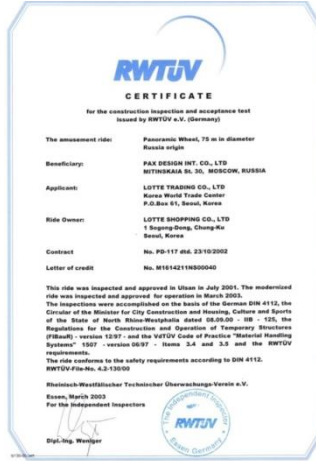 RWTÜV
CERTIFICATE
for the construction inspection and acceptance test
issued by RWTÜV e.V. (Germany)
The amusement ride: Panoramic Wheel, 75 m in diameter
Russia origin
Beneficiary: PAX DESIGN INT. CO., LTD
MITINSKAIA St. 30, MOSCOW, RUSSIA
Applicant: LOTTE TRADING CO., LTD
Korea World Trade Center
P.O.Box 61, Seoul, Korea
Ride Owner: LOTTE SHOPPING CO., LTD
1 Sogong-Dong, Chung-Ku
Seoul, Korea
Contract No. PD-117 dtd. 23/10/2002
Letter of credit No. M1614211NS00040
This ride was inspected and approved in Ulsan in July 2001. The modernized
ride was inspected and approved for operation in March 2003.
The inspections were accomplished on the basis of the German DIN 4112, the
Circular of the Minister for City Construction and Housing, Culture and Sports
of the State of North Rhine-Westphalia dated 08.09.00 - IIB - 125, the
Regulations for the Construction and Operation of Temporary Structures
(FlBauR) - version 12/97 - and the VdTÜV Code of Practice "Material Handling
Systems" 1507 - version 06/97 - items 3.4 and 3.5 and the RWTÜV
requirements.
The ride conforms to the safety requirements according to DIN 4112.
RWTÜV-File-No. 4.2-130/00
Rheinisch-Westfälischer Technischer Überwachungs-Verein e.V.
Essen, March 2003
For the Independent Inspectors
Dipl.-Ing. Weniger
The Independent Inspectors
RWTÜV
Essen Germany